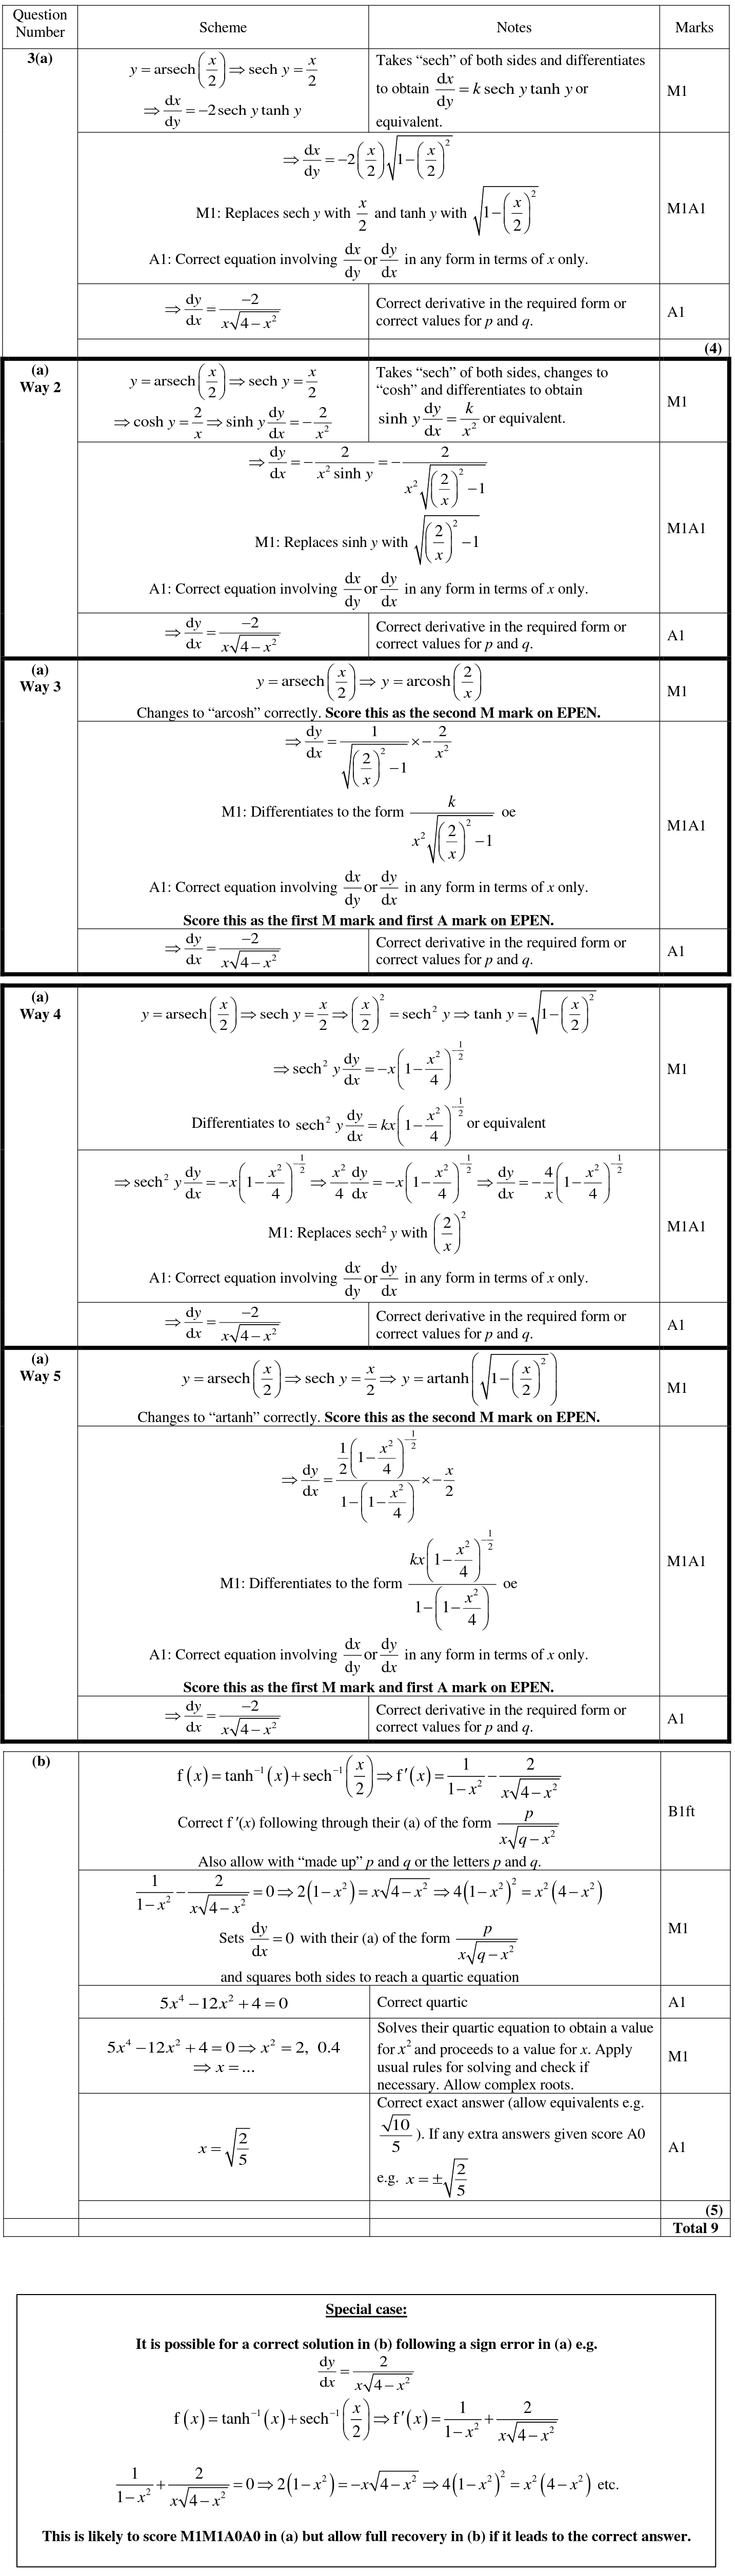 Question Number | Scheme | Notes | Marks
3(a) | $y = \operatorname{arsech}\left(\frac{x}{2}\right) \Rightarrow \operatorname{sech} y = \frac{x}{2}$
$\Rightarrow \frac{dx}{dy} = -2\operatorname{sech} y \tanh y$ | Takes “sech” of both sides and differentiates
to obtain $\frac{dx}{dy} = k \operatorname{sech} y \tanh y$ or
equivalent. | M1
$\Rightarrow \frac{dx}{dy} = -2\left(\frac{x}{2}\right)\sqrt{1-\left(\frac{x}{2}\right)^2}$
M1: Replaces sech y with $\frac{x}{2}$ and tanh y with $\sqrt{1-\left(\frac{x}{2}\right)^2}$ | M1A1
A1: Correct equation involving $\frac{dx}{dy}$ or $\frac{dy}{dx}$ in any form in terms of x only.
$\Rightarrow \frac{dy}{dx} = \frac{-2}{x\sqrt{4-x^2}}$ | Correct derivative in the required form or
correct values for p and q. | A1
(4)
(a)
Way 2 | $y = \operatorname{arsech}\left(\frac{x}{2}\right) \Rightarrow \operatorname{sech} y = \frac{x}{2}$
$\Rightarrow \cosh y = \frac{2}{x} \Rightarrow \sinh y \frac{dy}{dx} = -\frac{2}{x^2}$ | Takes “sech” of both sides, changes to
“cosh” and differentiates to obtain
$\sinh y \frac{dy}{dx} = \frac{k}{x^2}$ or equivalent. | M1
$\Rightarrow \frac{dy}{dx} = -\frac{2}{x^2 \sinh y} = -\frac{2}{x^2\sqrt{\left(\frac{2}{x}\right)^2-1}}$
M1: Replaces sinh y with $\sqrt{\left(\frac{2}{x}\right)^2-1}$ | M1A1
A1: Correct equation involving $\frac{dx}{dy}$ or $\frac{dy}{dx}$ in any form in terms of x only.
$\Rightarrow \frac{dy}{dx} = \frac{-2}{x\sqrt{4-x^2}}$ | Correct derivative in the required form or
correct values for p and q. | A1
(a)
Way 3 | $y = \operatorname{arsech}\left(\frac{x}{2}\right) \Rightarrow y = \operatorname{arcosh}\left(\frac{2}{x}\right)$ | M1
Changes to “arcosh” correctly. Score this as the second M mark on EPEN.
$\Rightarrow \frac{dy}{dx} = \frac{1}{\sqrt{\left(\frac{2}{x}\right)^2-1}} \times -\frac{2}{x^2}$
M1: Differentiates to the form $\frac{k}{x^2\sqrt{\left(\frac{2}{x}\right)^2-1}}$ oe | M1A1
A1: Correct equation involving $\frac{dx}{dy}$ or $\frac{dy}{dx}$ in any form in terms of x only.
Score this as the first M mark and first A mark on EPEN.
$\Rightarrow \frac{dy}{dx} = \frac{-2}{x\sqrt{4-x^2}}$ | Correct derivative in the required form or
correct values for p and q. | A1
(a)
Way 4 | $y = \operatorname{arsech}\left(\frac{x}{2}\right) \Rightarrow \operatorname{sech} y = \frac{x}{2} \Rightarrow \left(\frac{x}{2}\right)^2 = \operatorname{sech}^2 y \Rightarrow \tanh y = \sqrt{1-\left(\frac{x}{2}\right)^2}$
$\Rightarrow \operatorname{sech}^2 y \frac{dy}{dx} = -x\left(1-\frac{x^2}{4}\right)^{-\frac{1}{2}}$ | M1
Differentiates to $\operatorname{sech}^2 y \frac{dy}{dx} = kx\left(1-\frac{x^2}{4}\right)^{-\frac{1}{2}}$ or equivalent
$\Rightarrow \operatorname{sech}^2 y \frac{dy}{dx} = -x\left(1-\frac{x^2}{4}\right)^{-\frac{1}{2}} \Rightarrow \frac{x^2}{4}\frac{dy}{dx} = -x\left(1-\frac{x^2}{4}\right)^{-\frac{1}{2}} \Rightarrow \frac{dy}{dx} = -\frac{4}{x}\left(1-\frac{x^2}{4}\right)^{-\frac{1}{2}}$
M1: Replaces sech² y with $\left(\frac{2}{x}\right)^2$ | M1A1
A1: Correct equation involving $\frac{dx}{dy}$ or $\frac{dy}{dx}$ in any form in terms of x only.
$\Rightarrow \frac{dy}{dx} = \frac{-2}{x\sqrt{4-x^2}}$ | Correct derivative in the required form or
correct values for p and q. | A1
(a)
Way 5 | $y = \operatorname{arsech}\left(\frac{x}{2}\right) \Rightarrow \operatorname{sech} y = \frac{x}{2} \Rightarrow y = \operatorname{artanh}\left(\sqrt{1-\left(\frac{x}{2}\right)^2}\right)$ | M1
Changes to “artanh” correctly. Score this as the second M mark on EPEN.
$\Rightarrow \frac{dy}{dx} = \frac{\frac{1}{2}\left(1-\frac{x^2}{4}\right)^{-\frac{1}{2}}}{1-\left(1-\frac{x^2}{4}\right)} \times -\frac{x}{2}$
M1: Differentiates to the form $\frac{kx\left(1-\frac{x^2}{4}\right)^{-\frac{1}{2}}}{1-\left(1-\frac{x^2}{4}\right)}$ oe | M1A1
A1: Correct equation involving $\frac{dx}{dy}$ or $\frac{dy}{dx}$ in any form in terms of x only.
Score this as the first M mark and first A mark on EPEN.
$\Rightarrow \frac{dy}{dx} = \frac{-2}{x\sqrt{4-x^2}}$ | Correct derivative in the required form or
correct values for p and q. | A1
(b) | $f(x) = \tanh^{-1}(x) + \operatorname{sech}^{-1}\left(\frac{x}{2}\right) \Rightarrow f'(x) = \frac{1}{1-x^2} - \frac{2}{x\sqrt{4-x^2}}$
Correct f ′(x) following through their (a) of the form $\frac{p}{x\sqrt{q-x^2}}$ | B1ft
Also allow with “made up” p and q or the letters p and q.
$\frac{1}{1-x^2} - \frac{2}{x\sqrt{4-x^2}} = 0 \Rightarrow 2(1-x^2) = x\sqrt{4-x^2} \Rightarrow 4(1-x^2)^2 = x^2(4-x^2)$
Sets $\frac{dy}{dx} = 0$ with their (a) of the form $\frac{p}{x\sqrt{q-x^2}}$ | M1
and squares both sides to reach a quartic equation
$5x^4 - 12x^2 + 4 = 0$ | Correct quartic | A1
$5x^4 - 12x^2 + 4 = 0 \Rightarrow x^2 = 2,\ 0.4$
$\Rightarrow x = ...$ | Solves their quartic equation to obtain a value
for $x^2$ and proceeds to a value for x. Apply
usual rules for solving and check if
necessary. Allow complex roots. | M1
$x = \sqrt{\frac{2}{5}}$ | Correct exact answer (allow equivalents e.g.
$\frac{\sqrt{10}}{5}$ ). If any extra answers given score A0
e.g. $x = \pm\sqrt{\frac{2}{5}}$ | A1
(5)
Total 9
Special case:
It is possible for a correct solution in (b) following a sign error in (a) e.g.
$\frac{dy}{dx} = \frac{2}{x\sqrt{4-x^2}}$
$f(x) = \tanh^{-1}(x) + \operatorname{sech}^{-1}\left(\frac{x}{2}\right) \Rightarrow f'(x) = \frac{1}{1-x^2} + \frac{2}{x\sqrt{4-x^2}}$
$\frac{1}{1-x^2} + \frac{2}{x\sqrt{4-x^2}} = 0 \Rightarrow 2(1-x^2) = -x\sqrt{4-x^2} \Rightarrow 4(1-x^2)^2 = x^2(4-x^2)$ etc.
This is likely to score M1M1A0A0 in (a) but allow full recovery in (b) if it leads to the correct answer.